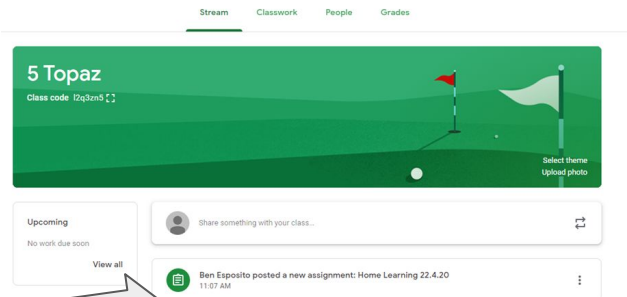 Stream Classwork People Grades
5 Topaz
Class code l2q3zn5
Select theme
Upload photo
Upcoming
No work due soon
View all
Share something with your class...
Ben Esposito posted a new assignment: Home Learning 22.4.20
11:07 AM